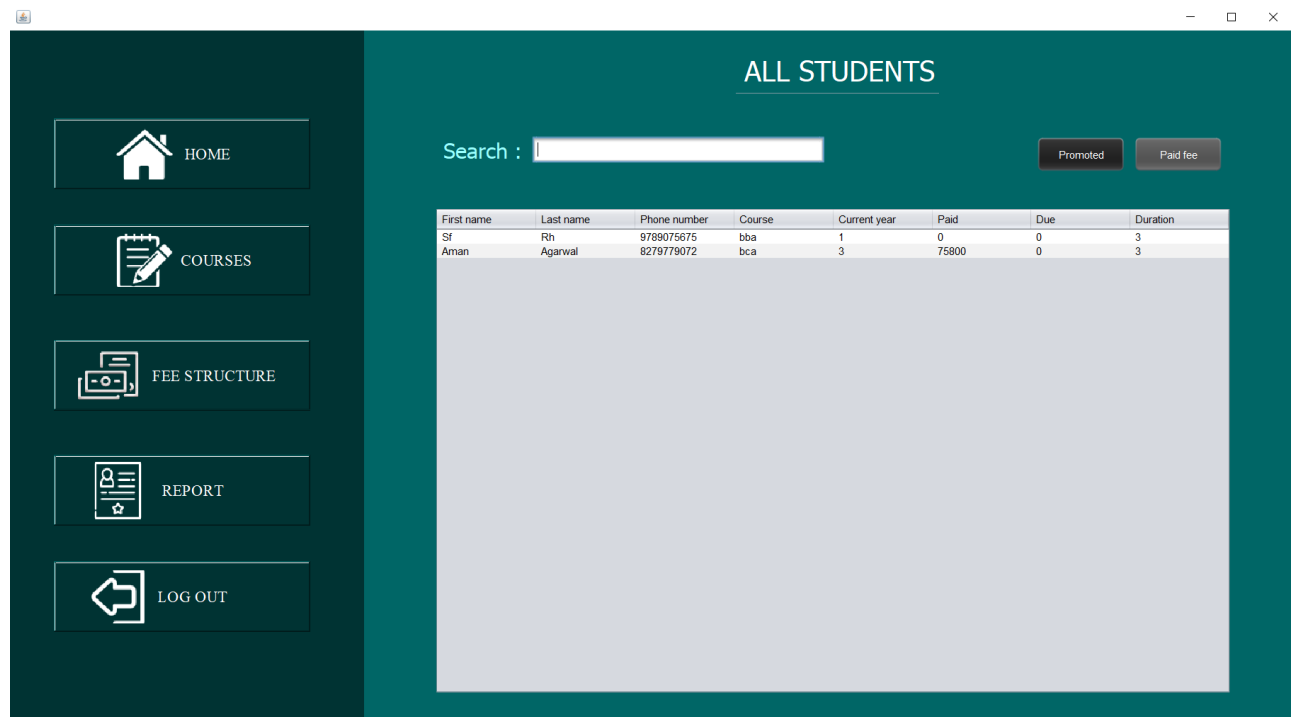 ALL STUDENTS
HOME
COURSES
FEE STRUCTURE
REPORT
LOG OUT
Search :
Promoted
Paid fee
First name Last name Phone number Course Current year Paid Due Duration
Sf Rh 9789075675 bba 1 0 0 3
Aman Agarwal 8279779072 bca 3 75800 0 3